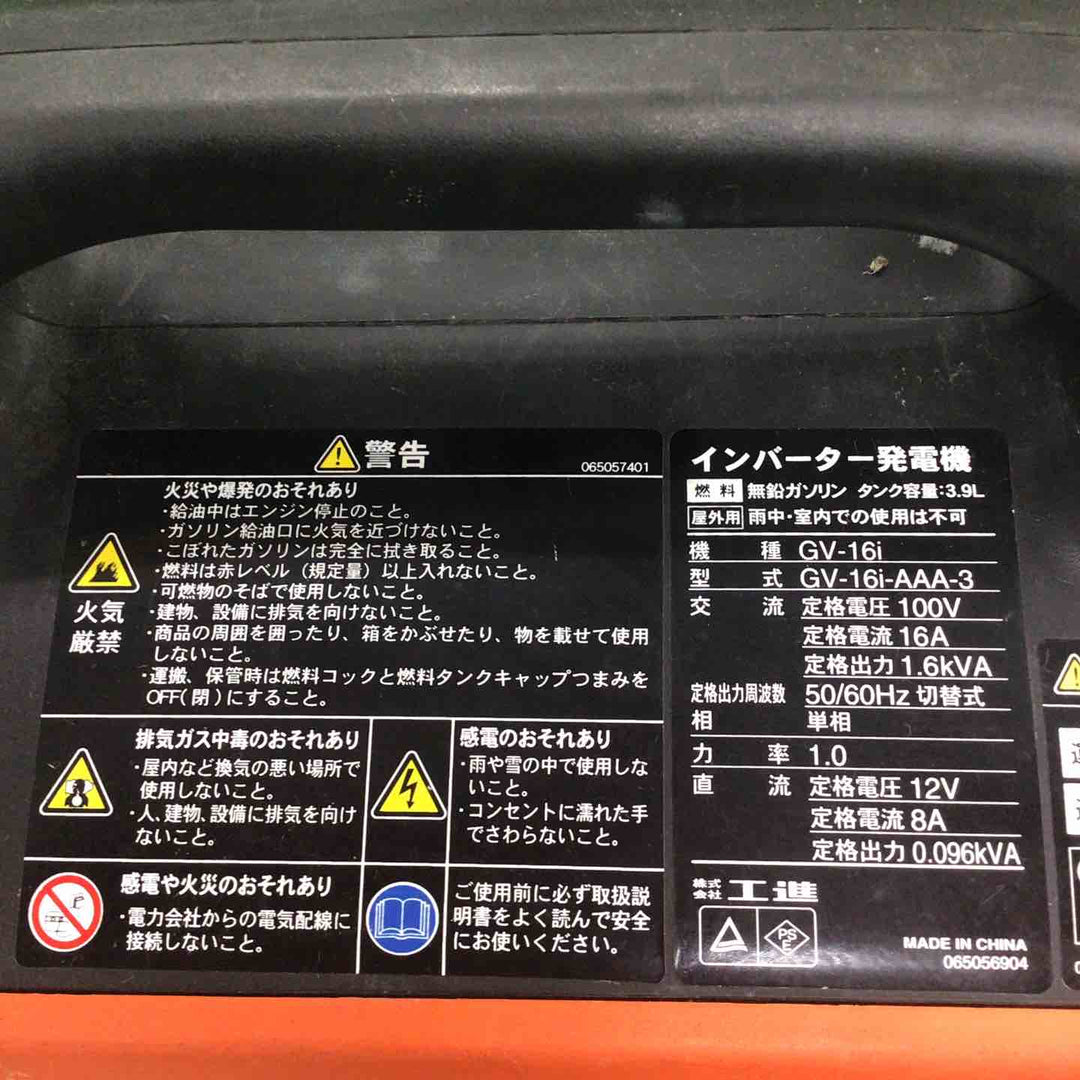 警告
065057401
火災や爆発のおそれあり
・給油中はエンジン停止のこと。
・ガソリン給油口に火気を近づけないこと。
・こぼれたガソリンは完全に拭き取ること。
・燃料は赤レベル（規定量）以上入れないこと。
・可燃物のそばで使用しないこと。
・建物、設備に排気を向けないこと。
・商品の周囲を囲ったり、箱をかぶせたり、物を載せて使用
しないこと。
・運搬、保管時は燃料コックと燃料タンクキャップつまみを
OFF(閉)にすること。
火気
厳禁
排気ガス中毒のおそれあり
・屋内など換気の悪い場所で
使用しないこと。
・人、建物、設備に排気を向け
ないこと。
感電のおそれあり
・雨や雪の中で使用しな
いこと。
・コンセントに濡れた手
でさわらないこと。
感電や火災のおそれあり
・電力会社からの電気配線に
接続しないこと。
ご使用前に必ず取扱説
明書をよく読んで安全
にお使いください。
インバーター発電機
燃料 無鉛ガソリン タンク容量:3.9L
屋外用 雨中・室内での使用は不可
機種 GV-16i
型式 GV-16i-AAA-3
交流 定格電圧 100V
定格電流 16A
定格出力 1.6kVA
定格出力周波数 50/60Hz 切替式
相 単相
力率 1.0
直流 定格電圧 12V
定格電流 8A
定格出力 0.096kVA
株式会社 工進
PSE
MADE IN CHINA
065056904